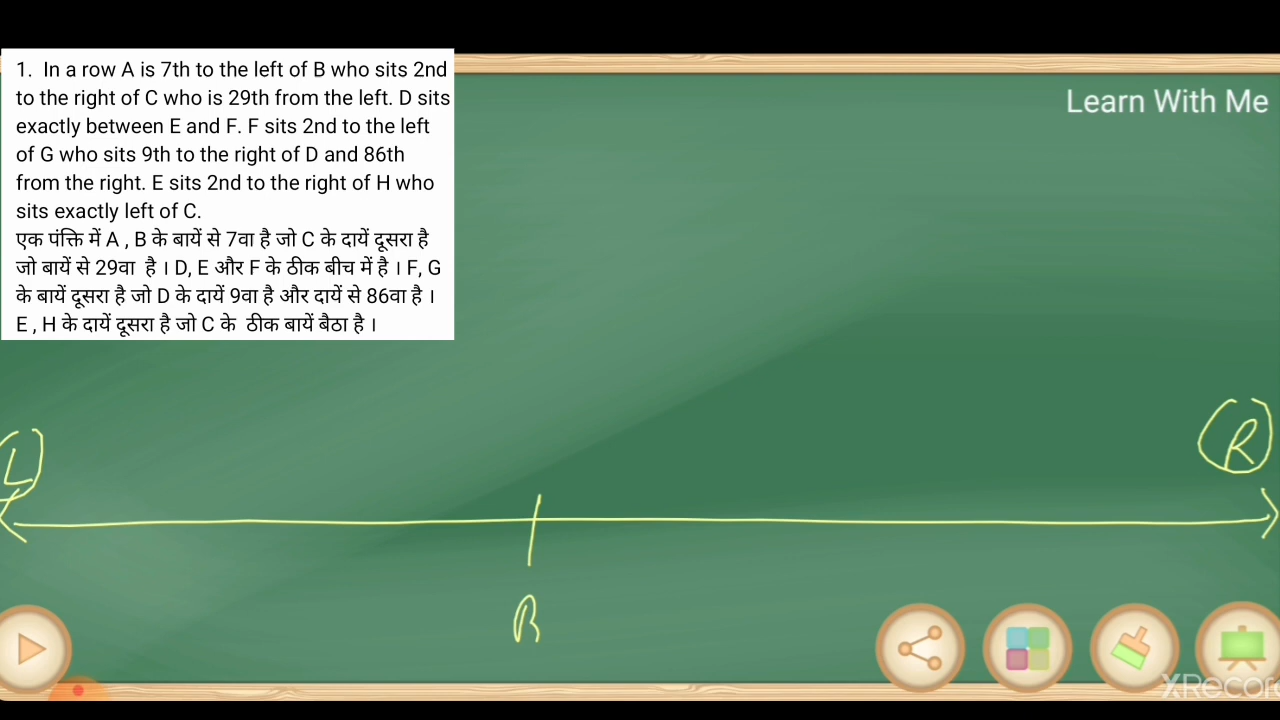 1. In a row A is 7th to the left of B who sits 2nd
to the right of C who is 29th from the left. D sits
exactly between E and F. F sits 2nd to the left
of G who sits 9th to the right of D and 86th
from the right. E sits 2nd to the right of H who
sits exactly left of C.
एक पंक्ति में A , B के बायें से 7वा है जो C के दायें दूसरा है
जो बायें से 29वा है । D, E और F के ठीक बीच में है । F, G
के बायें दूसरा है जो D के दायें 9वा है और दायें से 86वा है ।
E , H के दायें दूसरा है जो C के ठीक बायें बैठा है ।
Learn With Me
L
R
B
XRecor